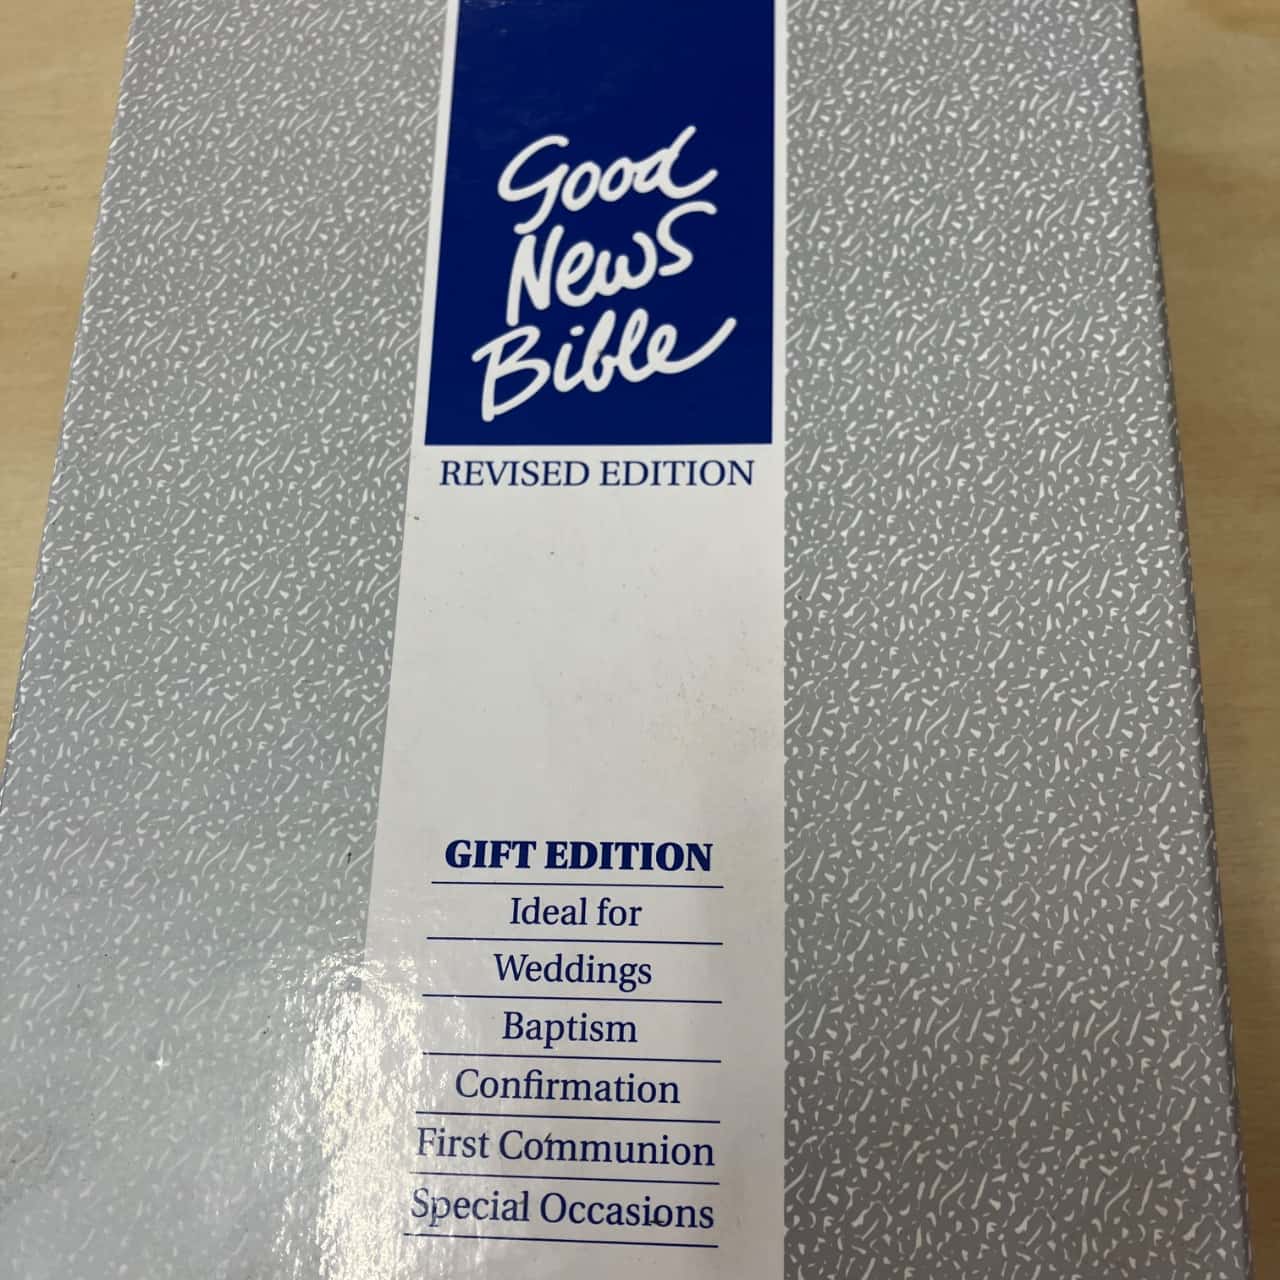 Good
News
Bible
REVISED EDITION
GIFT EDITION
Ideal for
Weddings
Baptism
Confirmation
First Communion
Special Occasions